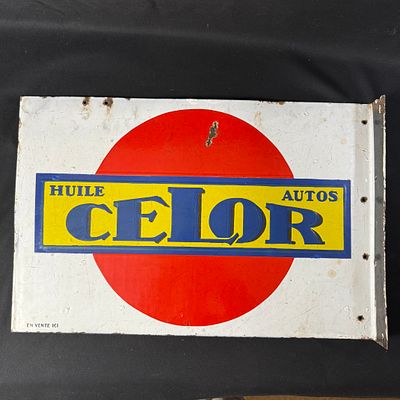 HUILE AUTOS
CELOR
EN VENTE ICI